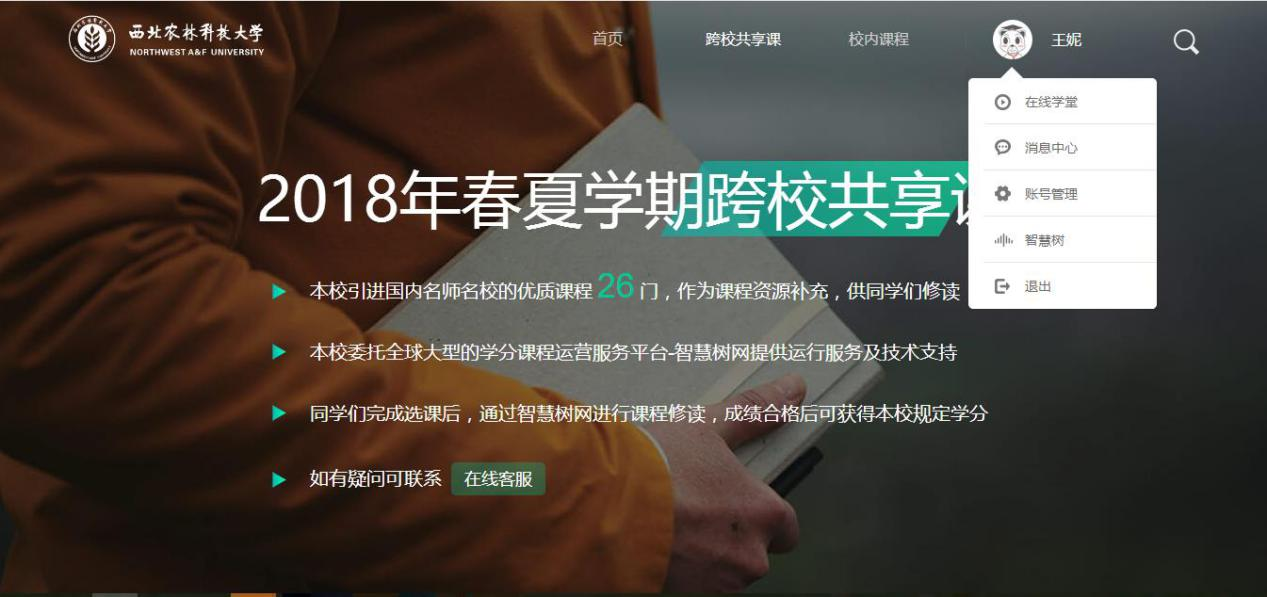 西北农林科技大学
NORTHWEST A&F UNIVERSITY
首页
跨校共享课
校内课程
王妮
在线学堂
消息中心
账号管理
智慧树
退出
2018年春夏学期跨校共享
本校引进国内名师名校的优质课程 26 门，作为课程资源补充，供同学们修读
本校委托全球大型的学分课程运营服务平台-智慧树网提供运行服务及技术支持
同学们完成选课后，通过智慧树网进行课程修读，成绩合格后可获得本校规定学分
如有疑问可联系 在线客服